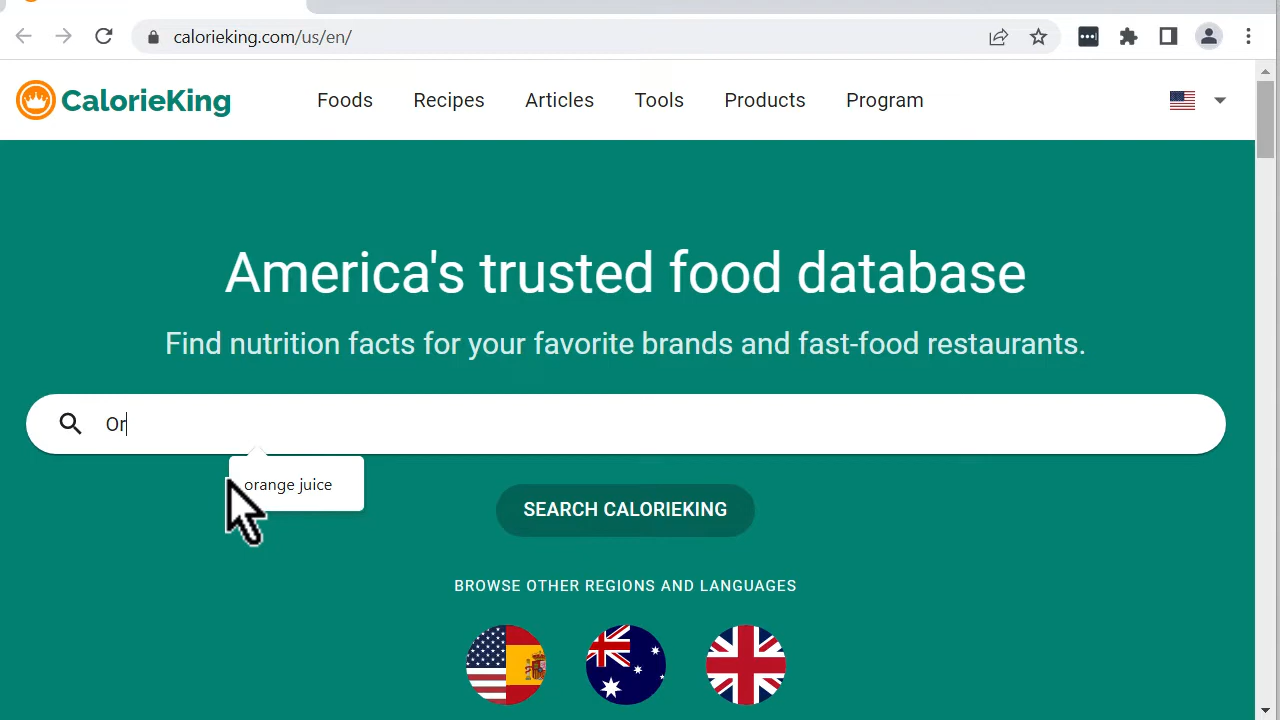 calorieking.com/us/en/
CalorieKing
Foods
Recipes
Articles
Tools
Products
Program
America's trusted food database
Find nutrition facts for your favorite brands and fast-food restaurants.
Or
orange juice
SEARCH CALORIEKING
BROWSE OTHER REGIONS AND LANGUAGES